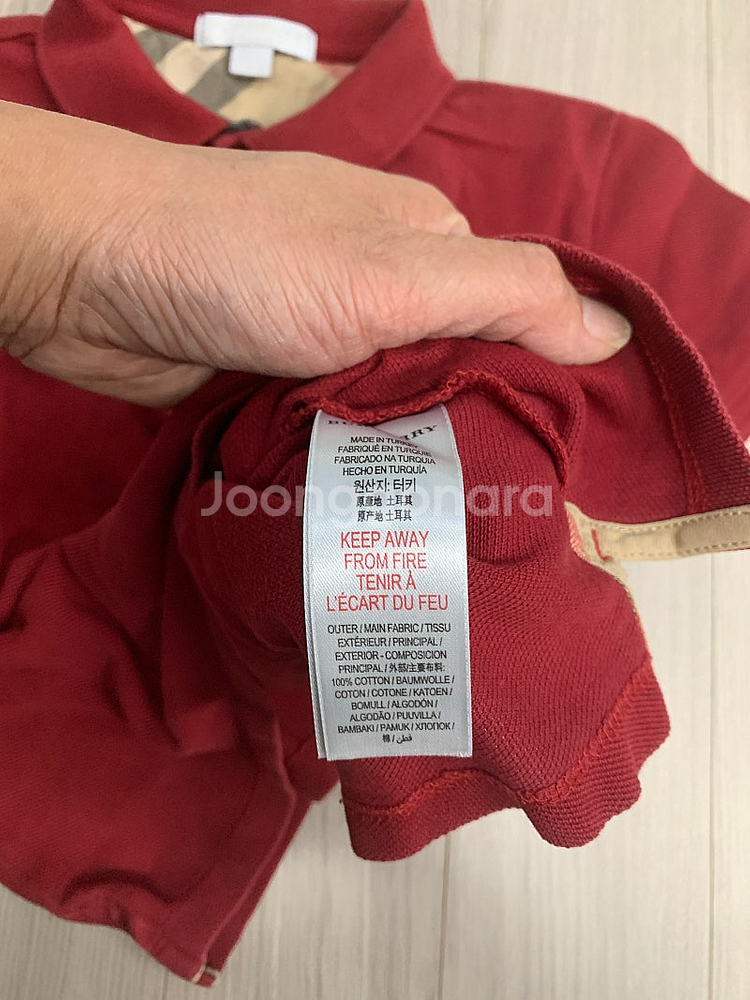 BURBERRY
MADE IN TURKEY
FABRIQUÉ EN TURQUIE
FABRICADO NA TURQUIA
HECHO EN TURQUÍA
원산지: 터키
原産地 土耳其
原产地 土耳其
Joonggonara
KEEP AWAY
FROM FIRE
TENIR À
L'ÉCART DU FEU
OUTER / MAIN FABRIC / TISSU
EXTÉRIEUR / PRINCIPAL /
EXTERIOR - COMPOSICION
PRINCIPAL / 外部/主要布料:
100% COTTON / BAUMWOLLE /
COTON / COTONE / KATOEN /
BOMULL / ALGODÓN /
ALGODÃO / PUUVILLA /
BAMBAKI / PAMUK / ХЛОПОК /
棉 / قطن